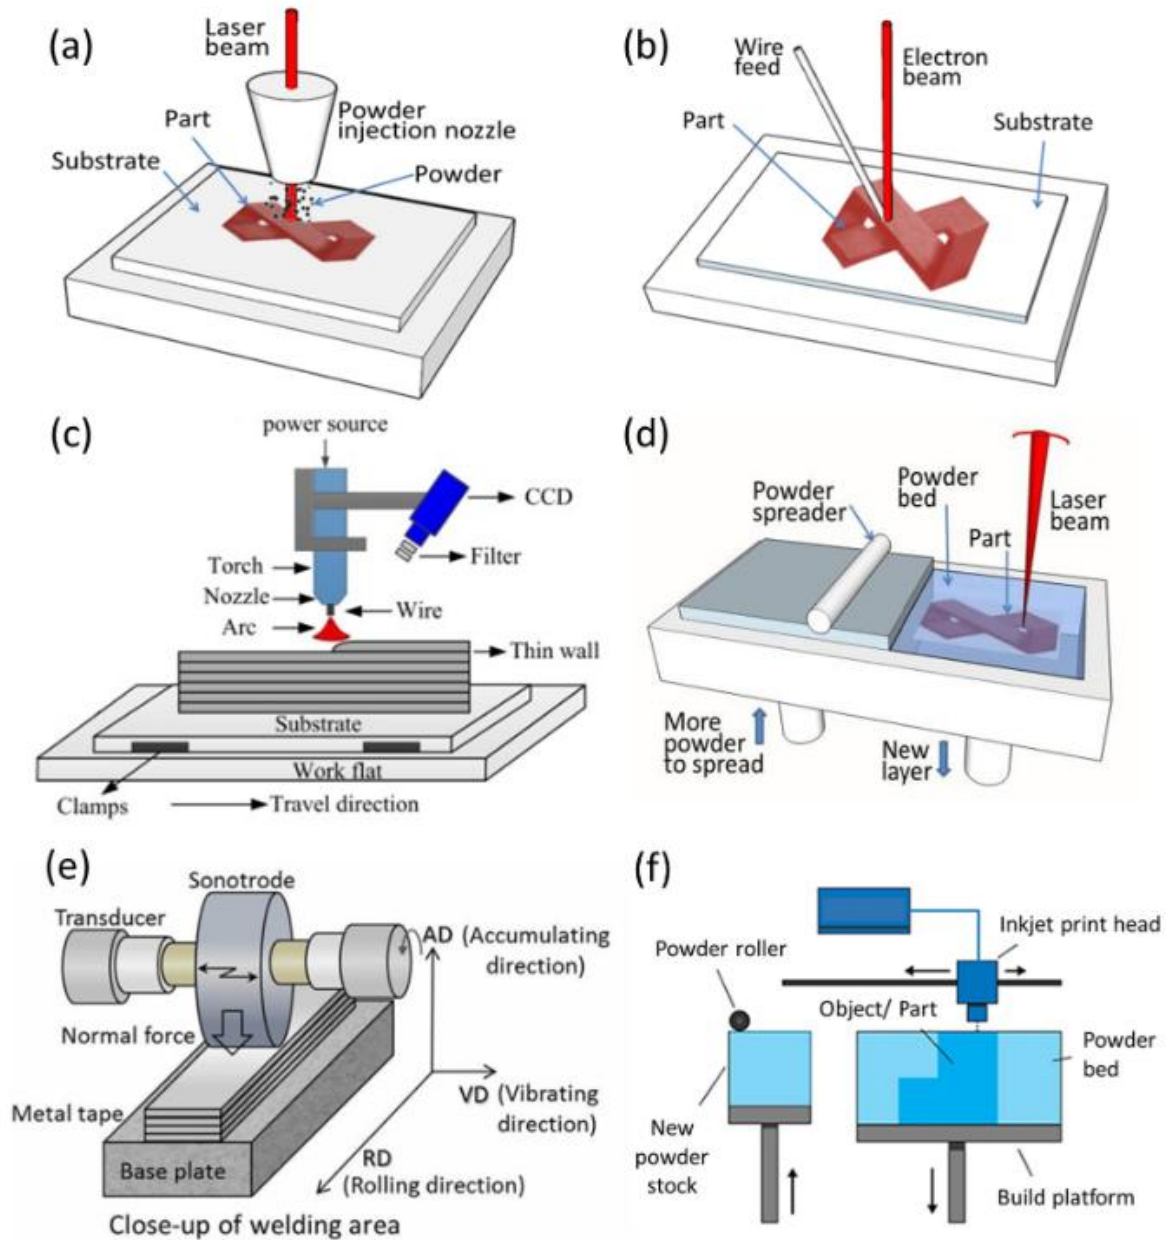 (a)
Laser
beam
Powder
injection nozzle
Part
Substrate
Powder
(b)
Wire
feed
Electron
beam
Part
Substrate
(c)
power source
CCD
Filter
Torch
Nozzle
Wire
Arc
Thin wall
Substrate
Work flat
Clamps
Travel direction
(d)
Powder
spreader
Powder
bed
Laser
beam
Part
More
powder
to spread
New
layer
(e)
Sonotrode
Transducer
AD (Accumulating
direction)
Normal force
VD (Vibrating
direction)
Metal tape
Base plate
RD
(Rolling direction)
Close-up of welding area
(f)
Inkjet print head
Powder roller
Object/ Part
Powder
bed
New
powder
stock
Build platform